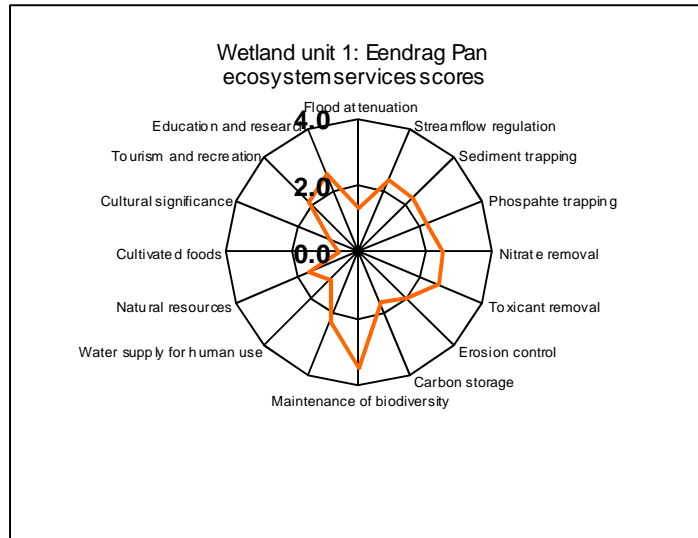 Wetland unit 1: Eendrag Pan
ecosystem services scores
Flood attenuation
4.0
Education and research
Streamflow regulation
Tourism and recreation
Sediment trapping
2.0
Cultural significance
Phospahte trapping
Cultivated foods
0.0
Nitrate removal
Natural resources
Toxicant removal
Water supply for human use
Erosion control
Carbon storage
Maintenance of biodiversity